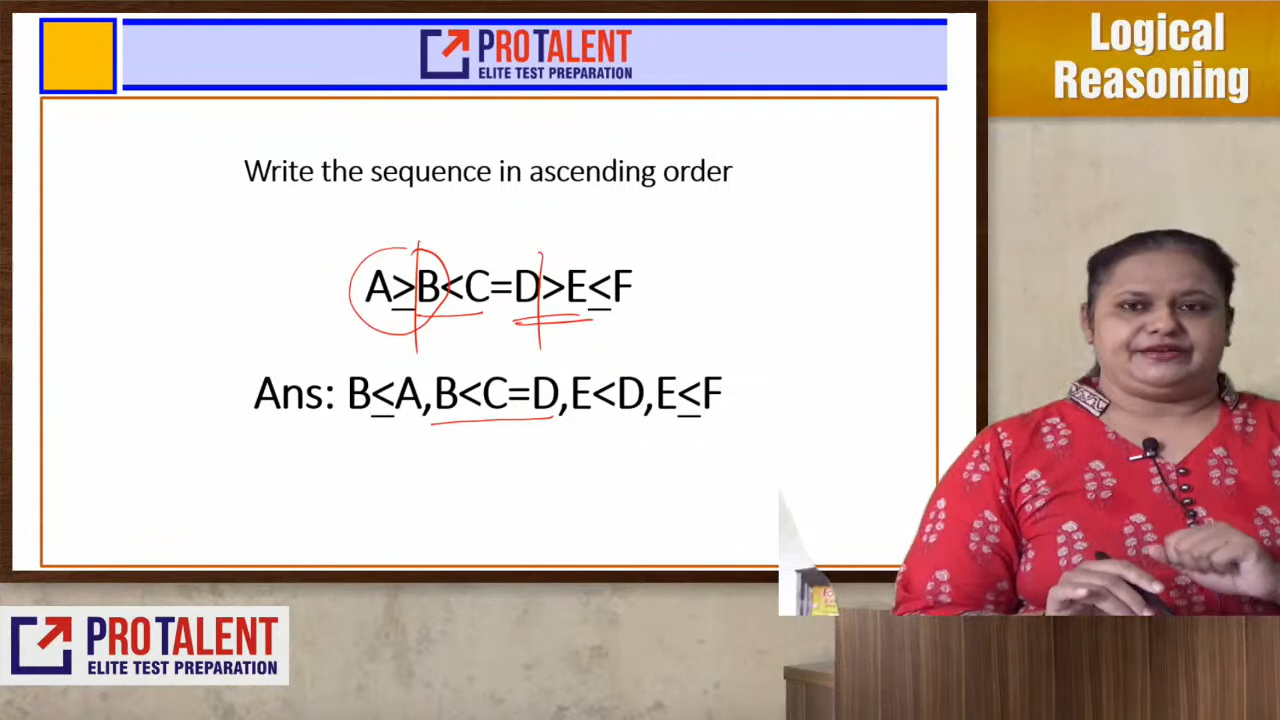 PROTALENT
ELITE TEST PREPARATION
Logical
Reasoning
Write the sequence in ascending order
A≥B<C=D>E≤F
Ans: B≤A,B<C=D,E<D,E≤F
PROTALENT
ELITE TEST PREPARATION